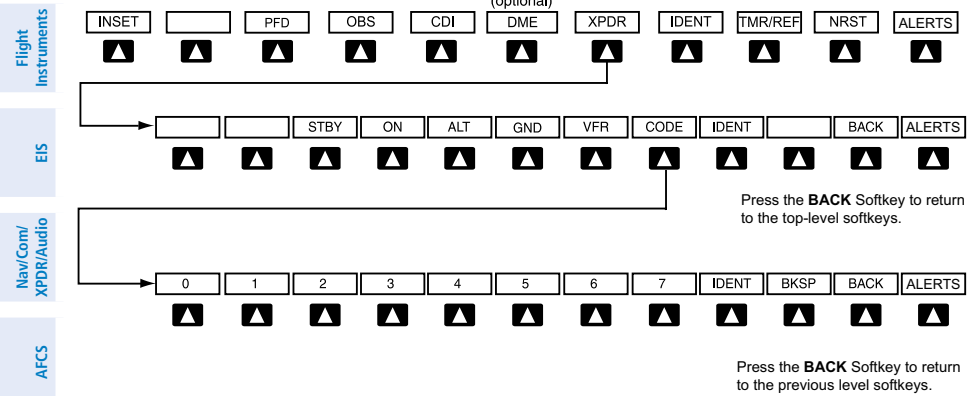 (optional)
INSET PFD OBS CDI DME XPDR IDENT TMR/REF NRST ALERTS
Flight
Instruments
STBY ON ALT GND VFR CODE IDENT BACK ALERTS
EIS
Press the BACK Softkey to return
to the top-level softkeys.
Nav/Com/
XPDR/Audio
0 1 2 3 4 5 6 7 IDENT BKSP BACK ALERTS
AFCS
Press the BACK Softkey to return
to the previous level softkeys.